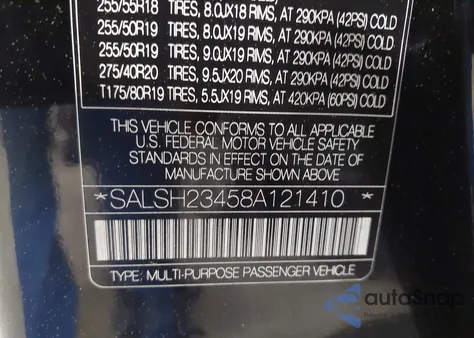 255/55R18 TIRES, 8.0JX18 RIMS, AT 290KPA (42PSI) COLD
255/50R19 TIRES, 8.0JX19 RIMS, AT 290KPA (42PSI) COLD
255/50R19 TIRES, 9.0JX19 RIMS, AT 290KPA (42PSI) COLD
275/40R20 TIRES, 9.5JX20 RIMS, AT 290KPA (42PSI) COLD
T175/80R19 TIRES, 5.5JX19 RIMS, AT 420KPA (60PSI) COLD
THIS VEHICLE CONFORMS TO ALL APPLICABLE
U.S. FEDERAL MOTOR VEHICLE SAFETY
STANDARDS IN EFFECT ON THE DATE OF
MANUFACTURE SHOWN ABOVE
*SALSH23458A121410 *
TYPE: MULTI-PURPOSE PASSENGER VEHICLE
autoSnap